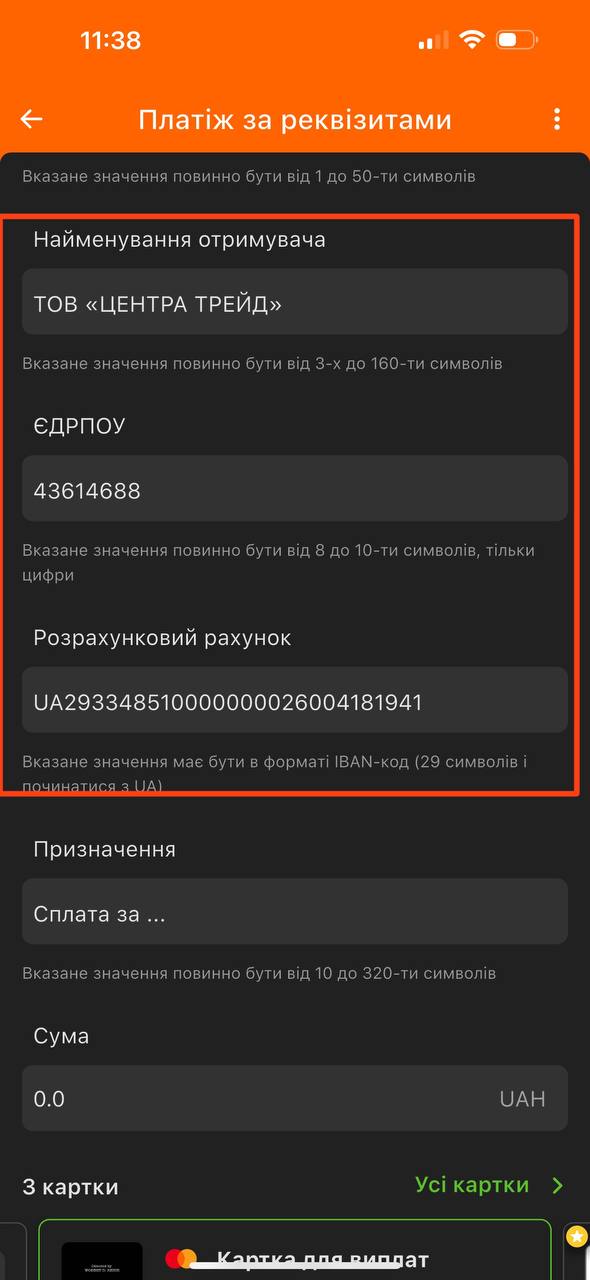 11:38
Платіж за реквізитами
Вказане значення повинно бути від 1 до 50-ти символів
Найменування отримувача
ТОВ «ЦЕНТРА ТРЕЙД»
Вказане значення повинно бути від 3-х до 160-ти символів
ЄДРПОУ
43614688
Вказане значення повинно бути від 8 до 10-ти символів, тільки
цифри
Розрахунковий рахунок
UA293348510000000026004181941
Вказане значення має бути в форматі IBAN-код (29 символів і
починатися з UA)
Призначення
Сплата за ...
Вказане значення повинно бути від 10 до 320-ти символів
Сума
0.0 UAH
З картки Усі картки
Картка для виплат